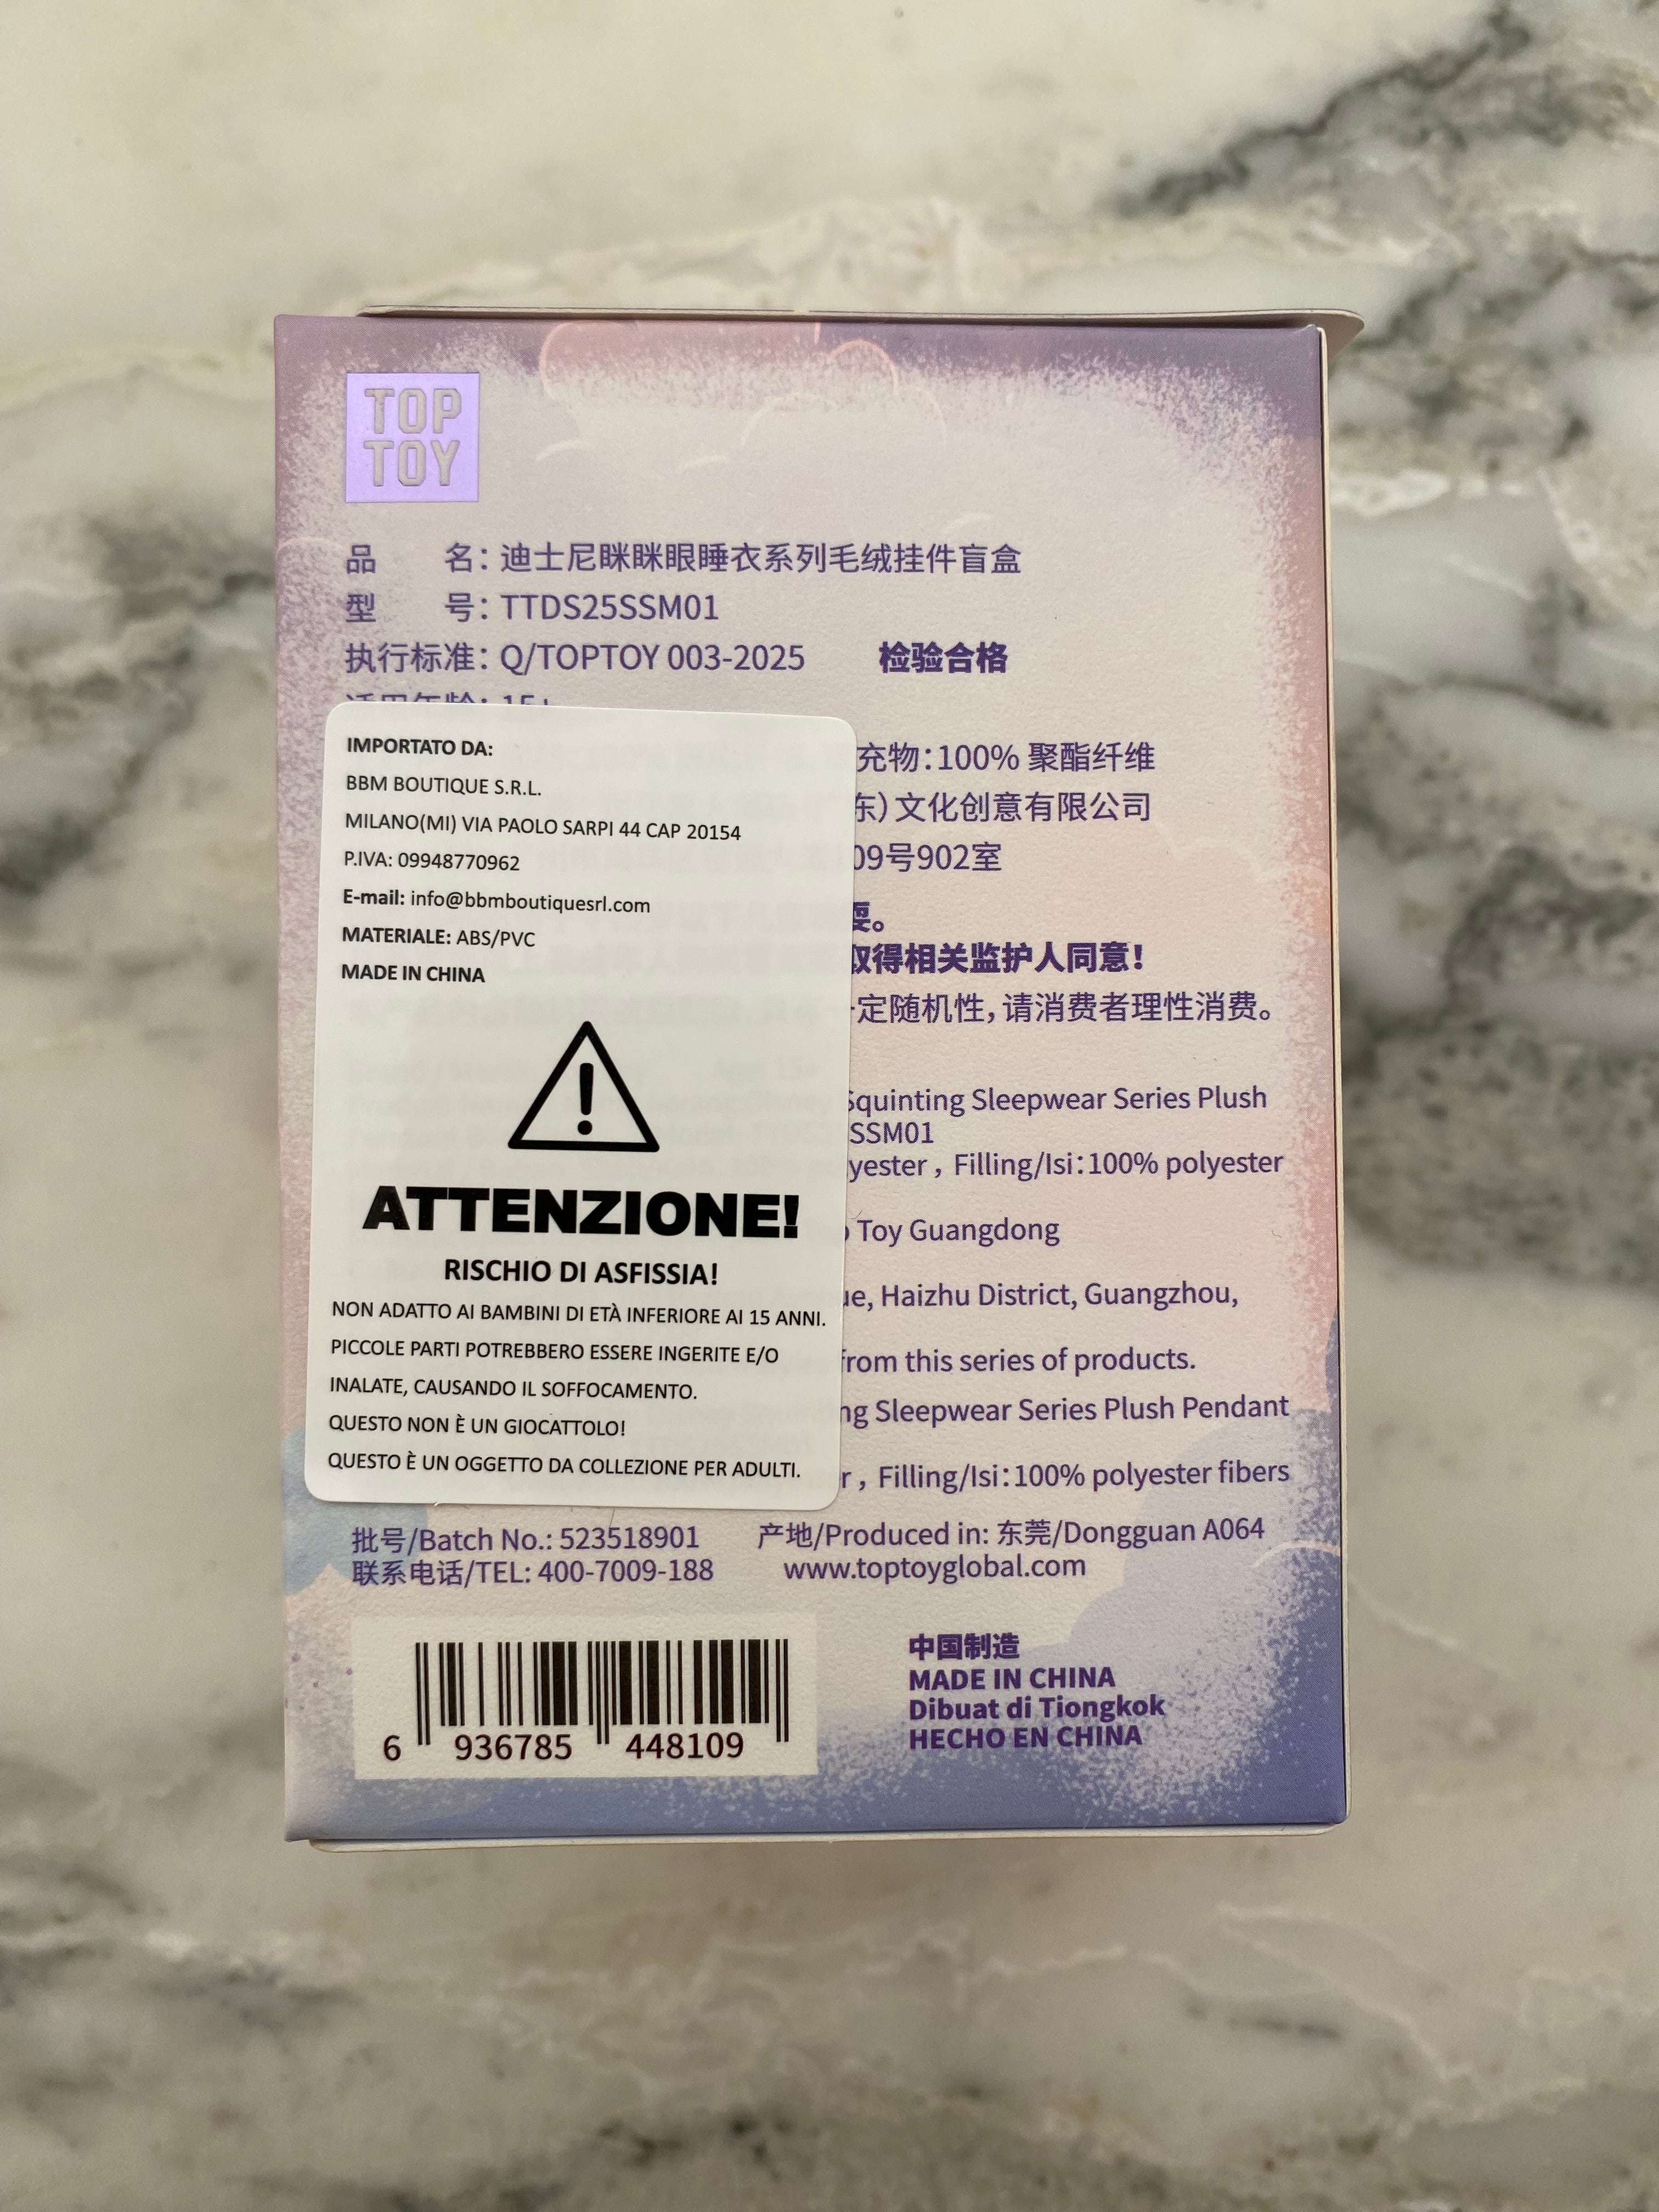 TOP
TOY
品 名：迪士尼眯眯眼睡衣系列毛绒挂件盲盒
型 号：TTDS25SSM01
执行标准：Q/TOPTOY 003-2025 检验合格
适用年龄：15+
充物：100% 聚酯纤维
东）文化创意有限公司
09号902室
耍。
取得相关监护人同意！
一定随机性，请消费者理性消费。
Squinting Sleepwear Series Plush
SSM01
yester , Filling/Isi：100% polyester
Toy Guangdong
ue, Haizhu District, Guangzhou,
from this series of products.
ng Sleepwear Series Plush Pendant
r , Filling/Isi：100% polyester fibers
IMPORTATO DA:
BBM BOUTIQUE S.R.L.
MILANO(MI) VIA PAOLO SARPI 44 CAP 20154
P.IVA: 09948770962
E-mail: info@bbmboutiquesrl.com
MATERIALE: ABS/PVC
MADE IN CHINA
ATTENZIONE!
RISCHIO DI ASFISSIA!
NON ADATTO AI BAMBINI DI ETÀ INFERIORE AI 15 ANNI.
PICCOLE PARTI POTREBBERO ESSERE INGERITE E/O
INALATE, CAUSANDO IL SOFFOCAMENTO.
QUESTO NON È UN GIOCATTOLO!
QUESTO È UN OGGETTO DA COLLEZIONE PER ADULTI.
批号/Batch No.: 523518901 产地/Produced in: 东莞/Dongguan A064
联系电话/TEL: 400-7009-188 www.toptoyglobal.com
6 936785 448109
中国制造
MADE IN CHINA
Dibuat di Tiongkok
HECHO EN CHINA